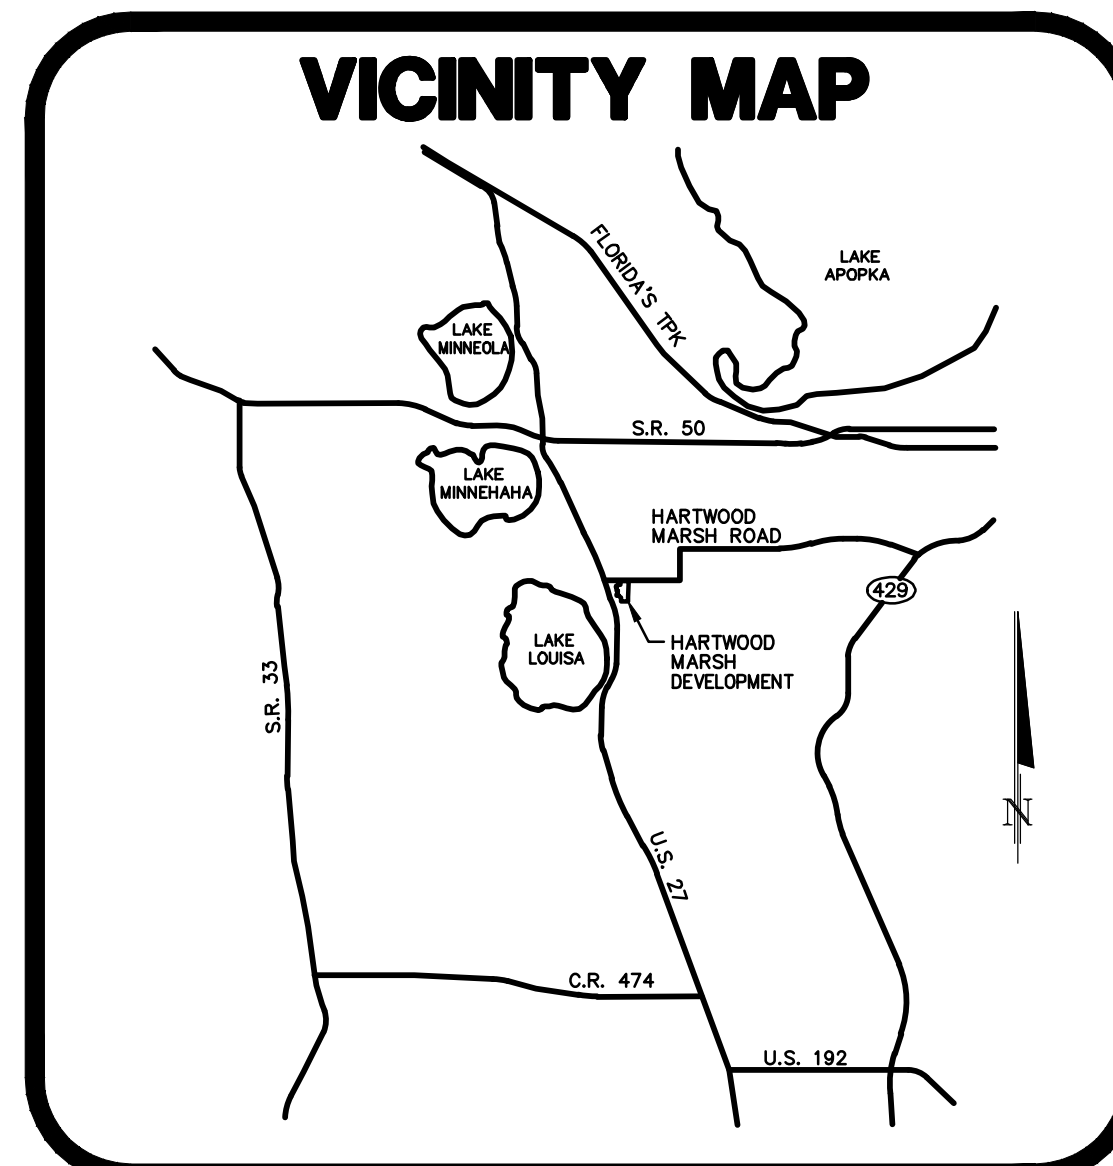 VICINITY MAP
FLORIDA'S TPK
LAKE
APOPKA
LAKE
MINNEOLA
S.R. 50
LAKE
MINNEHAHA
HARTWOOD
MARSH ROAD
429
LAKE
LOUISA
HARTWOOD
MARSH
DEVELOPMENT
S.R. 33
N
U.S. 27
C.R. 474
U.S. 192